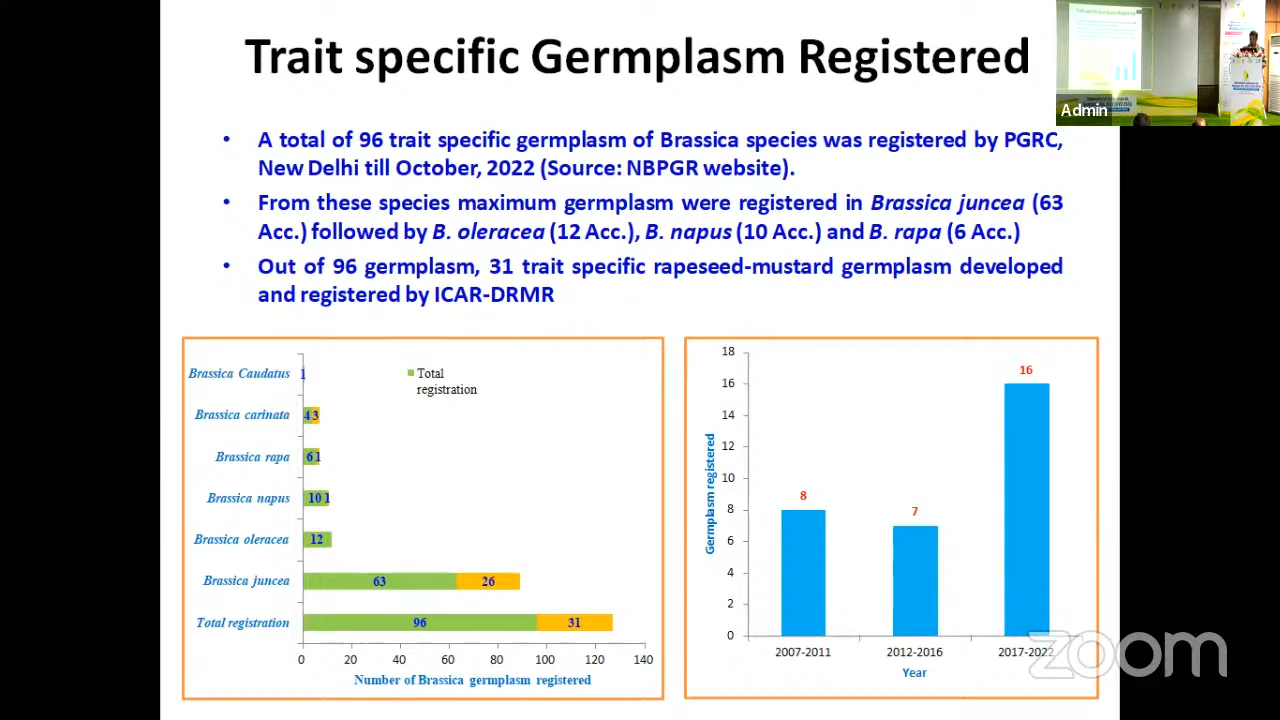 Trait specific Germplasm Registered
Admin
• A total of 96 trait specific germplasm of Brassica species was registered by PGRC,
New Delhi till October, 2022 (Source: NBPGR website).
• From these species maximum germplasm were registered in Brassica juncea (63
Acc.) followed by B. oleracea (12 Acc.), B. napus (10 Acc.) and B. rapa (6 Acc.)
• Out of 96 germplasm, 31 trait specific rapeseed-mustard germplasm developed
and registered by ICAR-DRMR
Total
registration
Brassica Caudatus 1
Brassica carinata 4 3
Brassica rapa 6 1
Brassica napus 10 1
Brassica oleracea 12
Brassica juncea 63 26
Total registration 96 31
0 20 40 60 80 100 120 140
Number of Brassica germplasm registered
18
16
14
12
10
8
6
4
2
0
Germplasm registered
8
7
16
2007-2011 2012-2016 2017-2022
Year
zoom